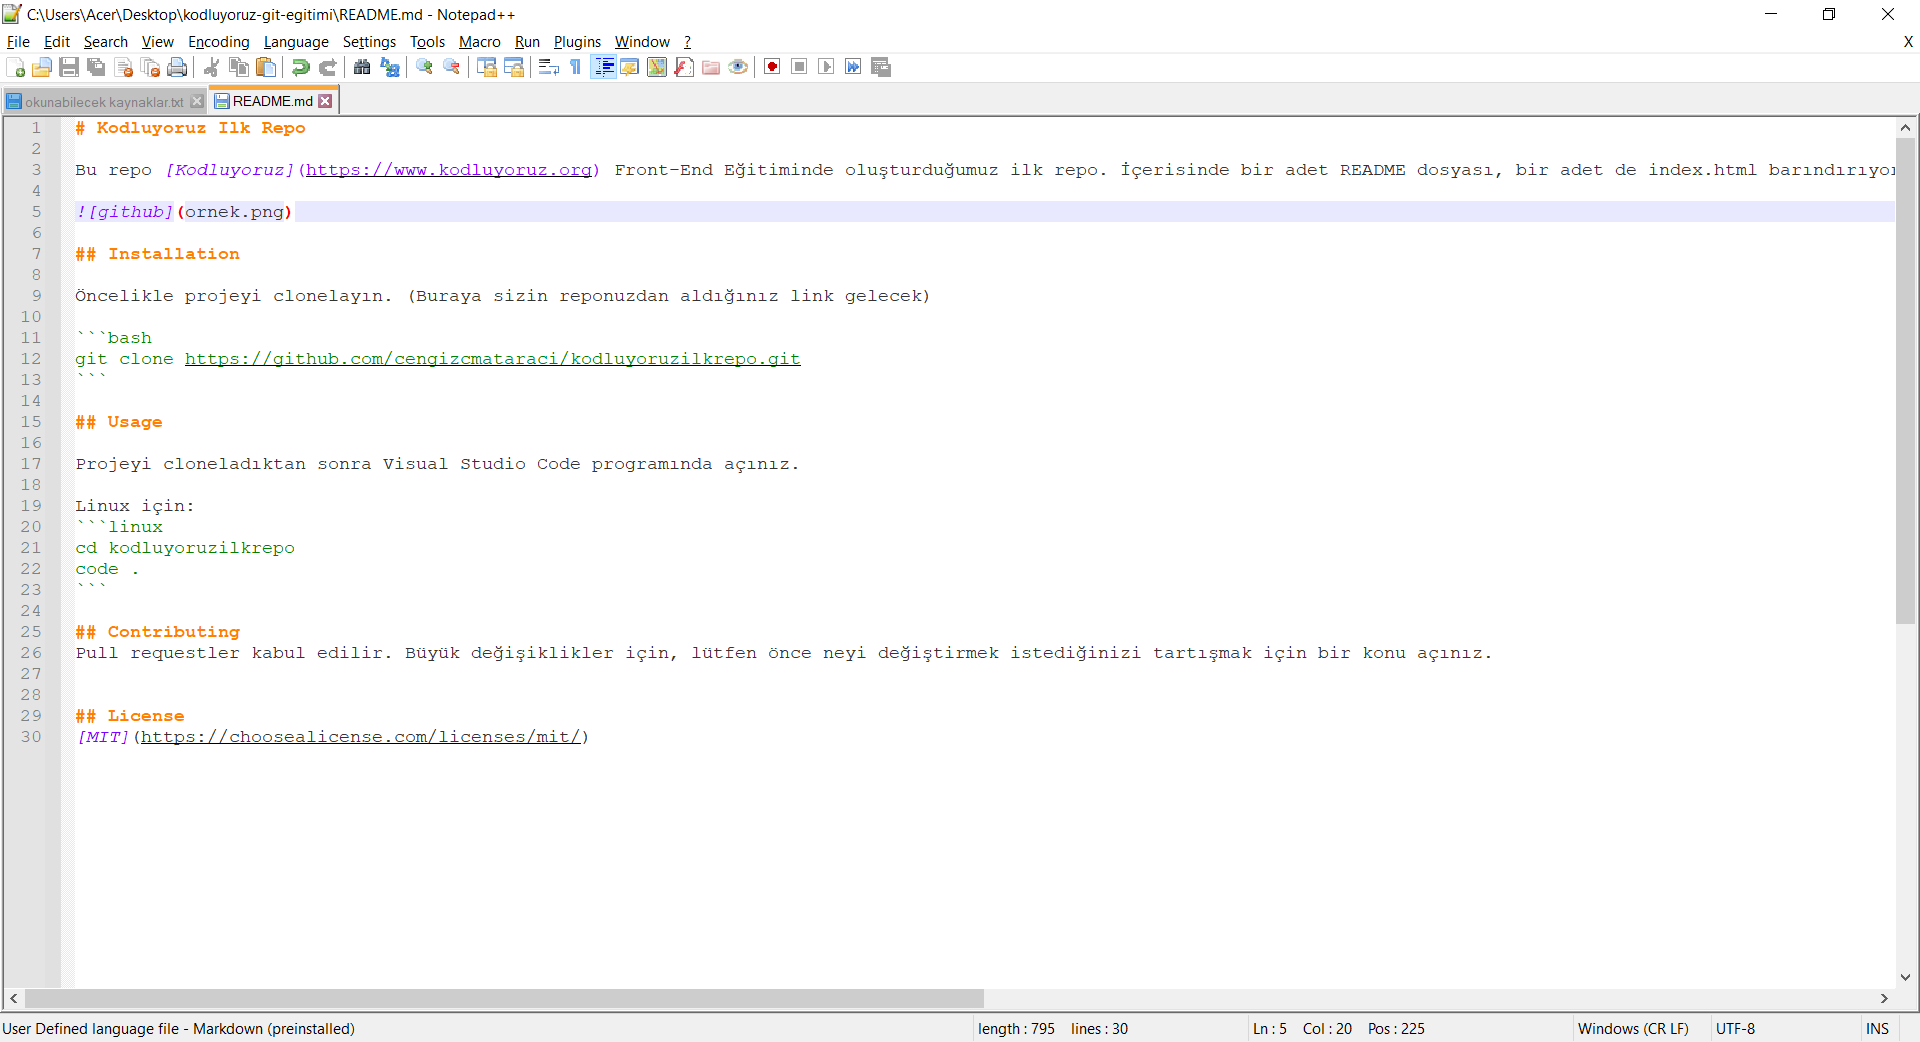 C:\Users\Acer\Desktop\kodluyoruz-git-egitimi\README.md - Notepad++
File Edit Search View Encoding Language Settings Tools Macro Run Plugins Window ? X
okunabilecek kaynaklar.txt README.md
1 # Kodluyoruz Ilk Repo
2
3 Bu repo [Kodluyoruz](https://www.kodluyoruz.org) Front-End Eğitiminde oluşturduğumuz ilk repo. İçerisinde bir adet README dosyası, bir adet de index.html barındırıyor
4
5 ![github](ornek.png)
6
7 ## Installation
8
9 Öncelikle projeyi clonelayın. (Buraya sizin reponuzdan aldığınız link gelecek)
10
11 ```bash
12 git clone https://github.com/cengizcmataraci/kodluyoruzilkrepo.git
13 ```
14
15 ## Usage
16
17 Projeyi cloneladıktan sonra Visual Studio Code programında açınız.
18
19 Linux için:
20 ```linux
21 cd kodluyoruzilkrepo
22 code .
23 ```
24
25 ## Contributing
26 Pull requestler kabul edilir. Büyük değişiklikler için, lütfen önce neyi değiştirmek istediğinizi tartışmak için bir konu açınız.
27
28
29 ## License
30 [MIT](https://choosealicense.com/licenses/mit/)
User Defined language file - Markdown (preinstalled) length : 795 lines : 30 Ln : 5 Col : 20 Pos : 225 Windows (CR LF) UTF-8 INS